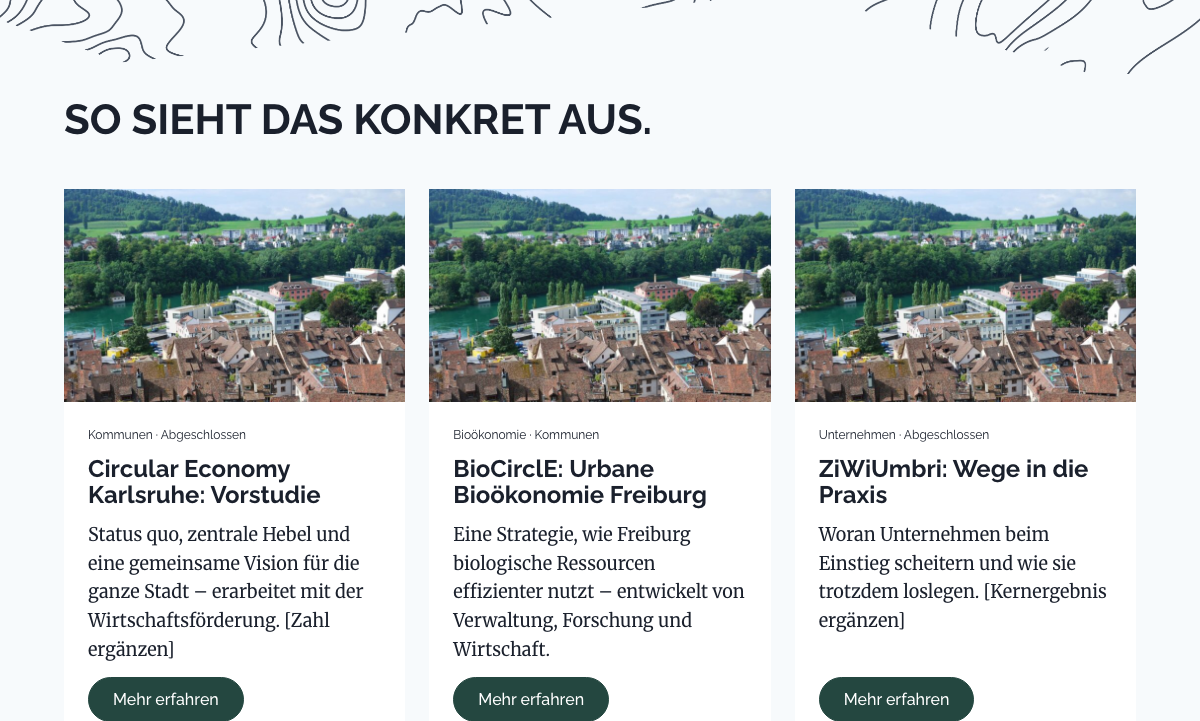 SO SIEHT DAS KONKRET AUS.
Kommunen · Abgeschlossen
Circular Economy
Karlsruhe: Vorstudie
Status quo, zentrale Hebel und
eine gemeinsame Vision für die
ganze Stadt – erarbeitet mit der
Wirtschaftsförderung. [Zahl
ergänzen]
Mehr erfahren
Bioökonomie · Kommunen
BioCirclE: Urbane
Bioökonomie Freiburg
Eine Strategie, wie Freiburg
biologische Ressourcen
effizienter nutzt – entwickelt von
Verwaltung, Forschung und
Wirtschaft.
Mehr erfahren
Unternehmen · Abgeschlossen
ZiWiUmbri: Wege in die
Praxis
Woran Unternehmen beim
Einstieg scheitern und wie sie
trotzdem loslegen. [Kernergebnis
ergänzen]
Mehr erfahren